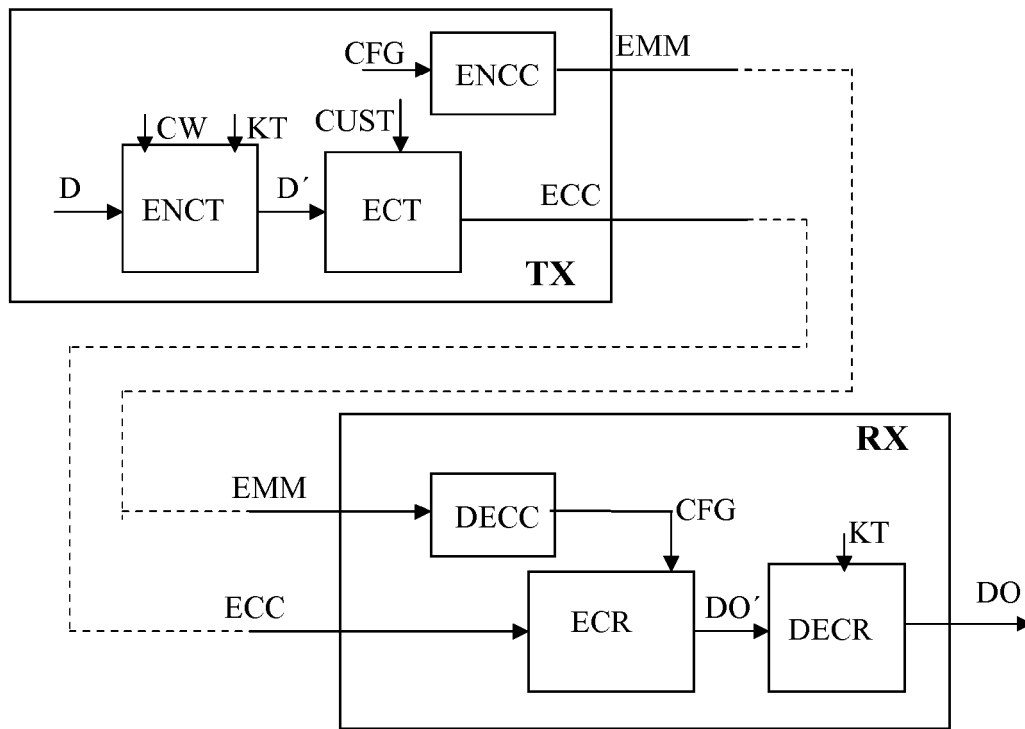 CFG
ENCC
EMM
CW
KT
CUST
D
ENCT
D´
ECT
ECC
TX
RX
EMM
DECC
CFG
KT
ECC
ECR
DO´
DECR
DO